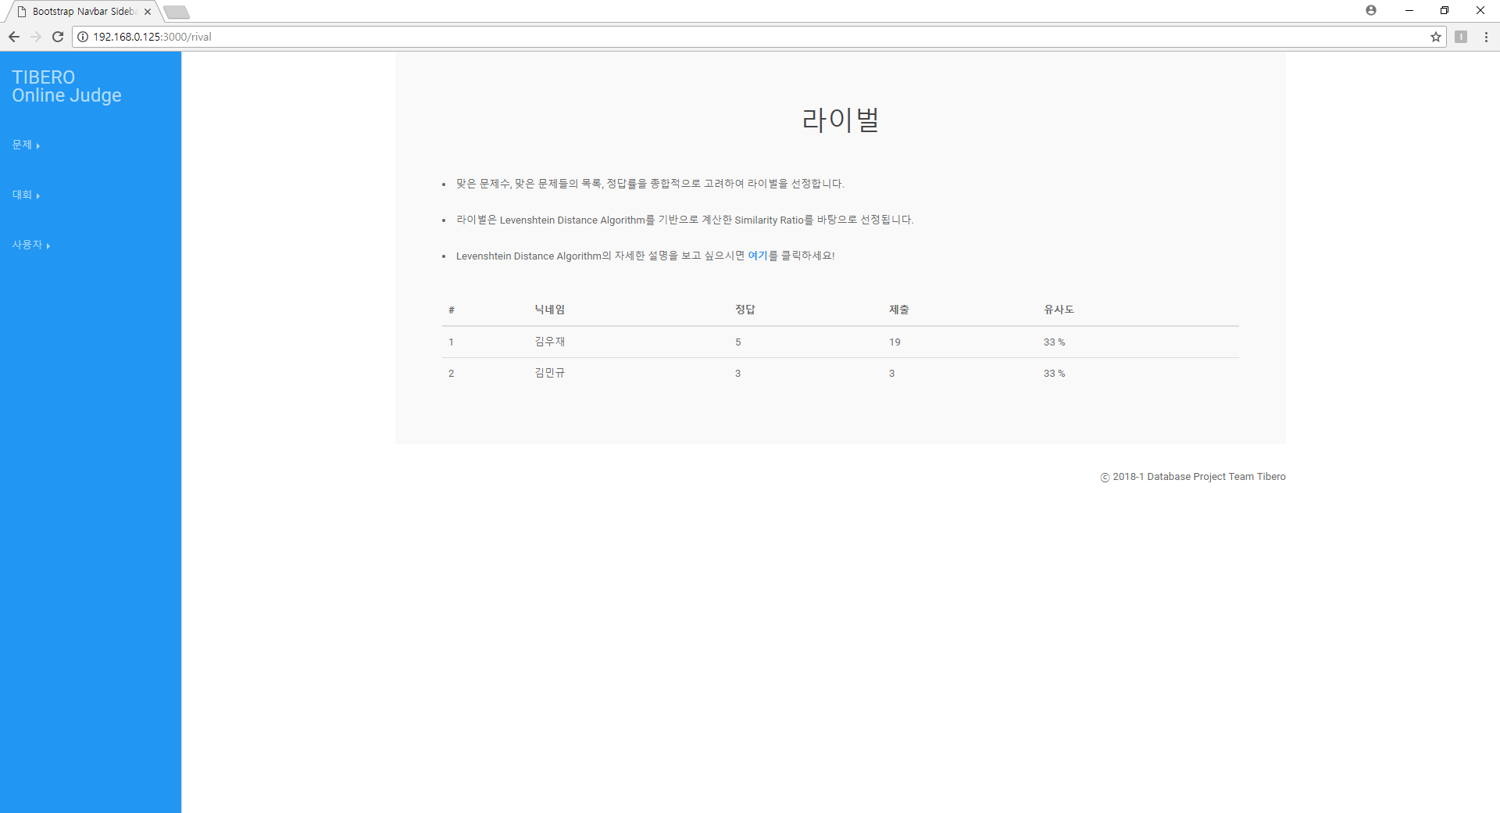 Bootstrap Navbar Sideb
192.168.0.125:3000/rival
TIBERO
Online Judge
문제
대회
사용자
라이벌
맞은 문제수, 맞은 문제들의 목록, 정답률을 종합적으로 고려하여 라이벌을 선정합니다.
라이벌은 Levenshtein Distance Algorithm를 기반으로 계산한 Similarity Ratio를 바탕으로 선정됩니다.
Levenshtein Distance Algorithm의 자세한 설명을 보고 싶으시면 여기를 클릭하세요!
# 닉네임 정답 제출 유사도
1 김우재 5 19 33 %
2 김민규 3 3 33 %
ⓒ 2018-1 Database Project Team Tibero